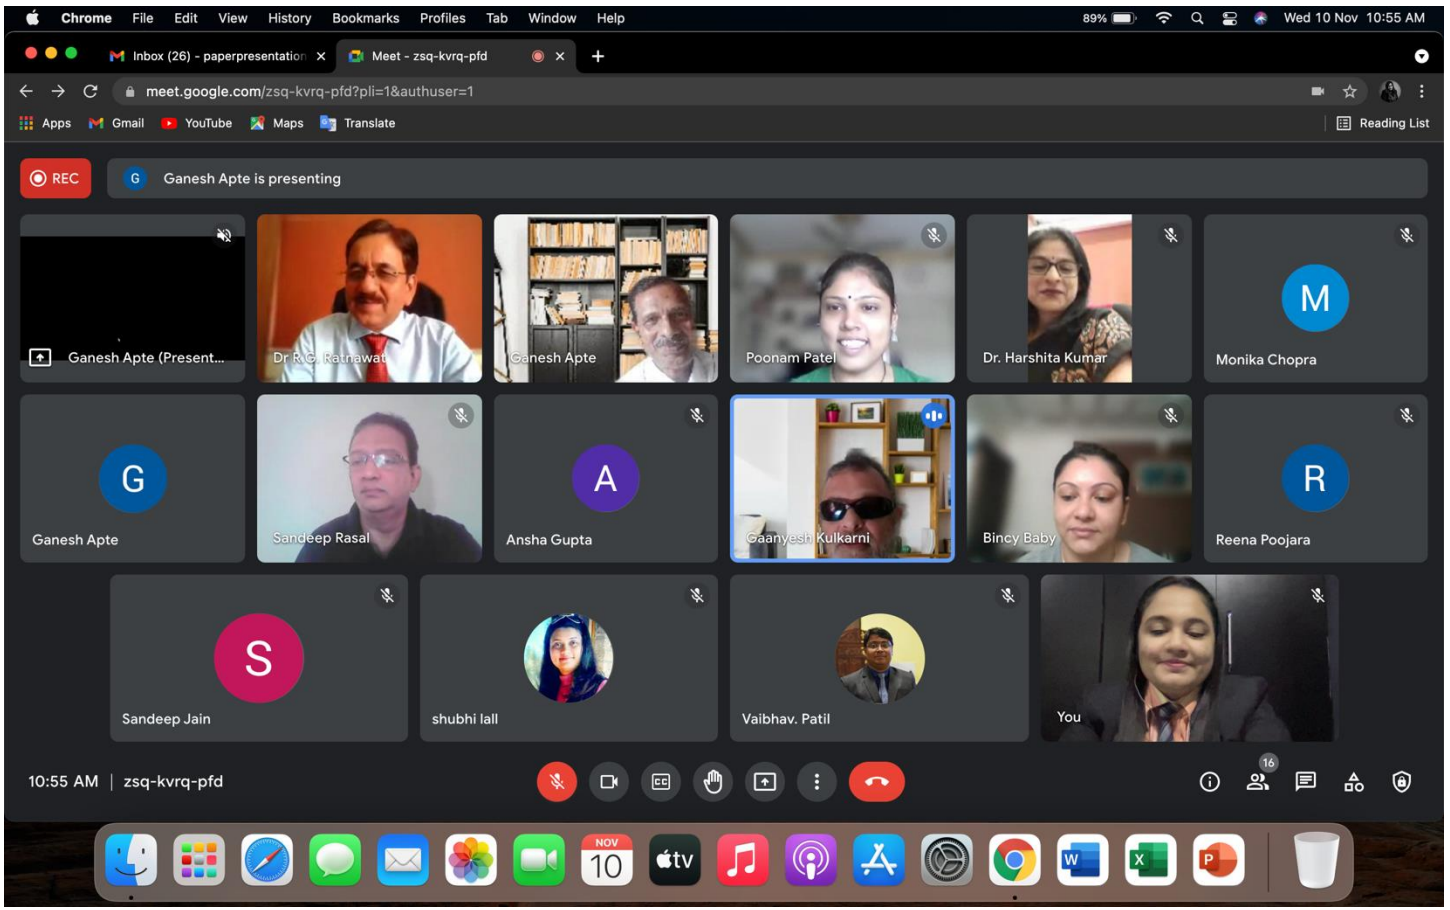 Chrome File Edit View History Bookmarks Profiles Tab Window Help 89% Wed 10 Nov 10:55 AM
Inbox (26) - paperpresentation Meet - zsq-kvrq-pfd
meet.google.com/zsq-kvrq-pfd?pli=1&authuser=1
Apps Gmail YouTube Maps Translate Reading List
REC G Ganesh Apte is presenting
M
Ganesh Apte (Present... Dr R.G. Ratnawat Ganesh Apte Poonam Patel Dr. Harshita Kumar Monika Chopra
G A R
Ganesh Apte Sandeep Rasal Ansha Gupta Gaanyesh Kulkarni Bincy Baby Reena Poojara
S
Sandeep Jain shubhi lall Vaibhav. Patil You
10:55 AM | zsq-kvrq-pfd CC 16
NOV
10 tv W X P